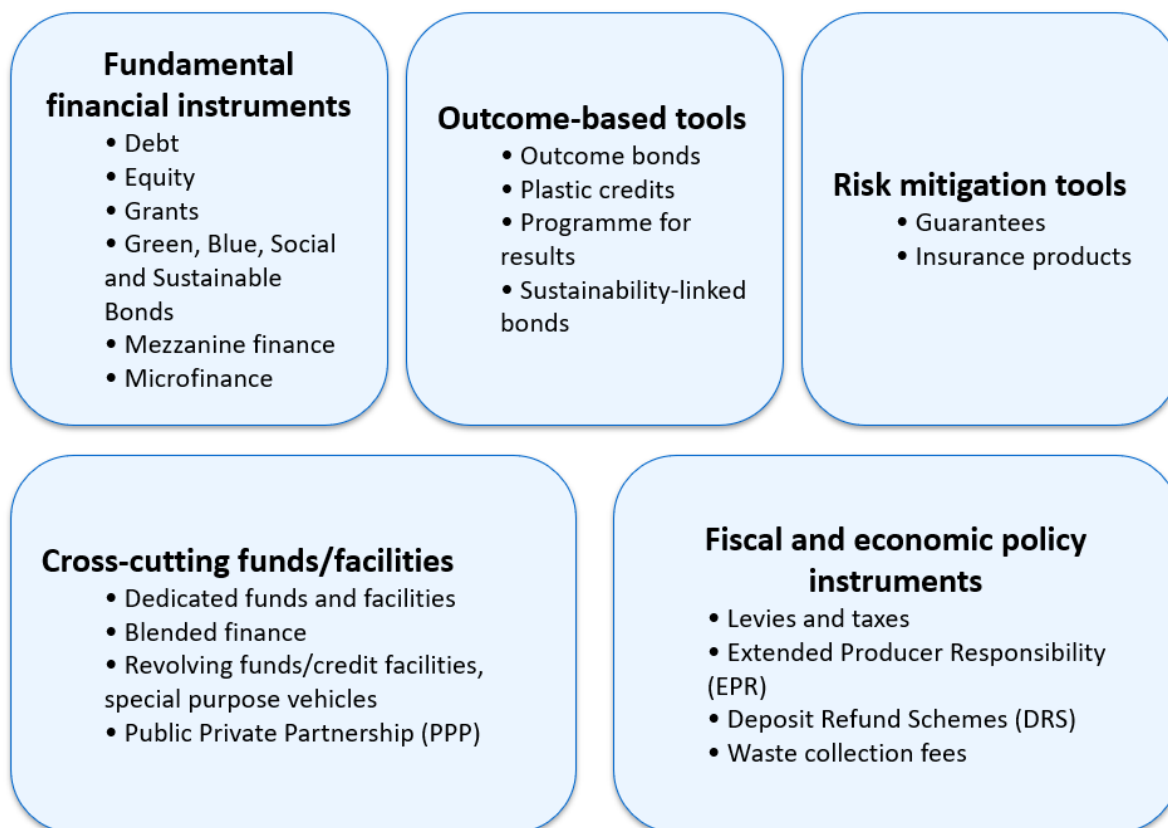 Fundamental
financial instruments
• Debt
• Equity
• Grants
• Green, Blue, Social
and Sustainable
Bonds
• Mezzanine finance
• Microfinance
Outcome-based tools
• Outcome bonds
• Plastic credits
• Programme for
results
• Sustainability-linked
bonds
Risk mitigation tools
• Guarantees
• Insurance products
Cross-cutting funds/facilities
• Dedicated funds and facilities
• Blended finance
• Revolving funds/credit facilities,
special purpose vehicles
• Public Private Partnership (PPP)
Fiscal and economic policy
instruments
• Levies and taxes
• Extended Producer Responsibility
(EPR)
• Deposit Refund Schemes (DRS)
• Waste collection fees